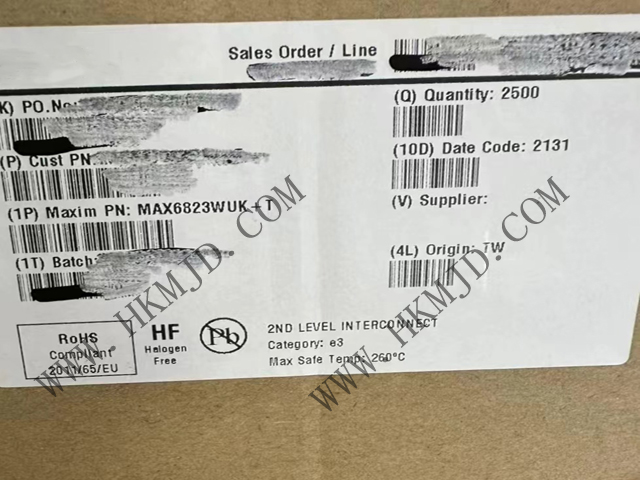 Sales Order / Line
(K) PO.No:
(Q) Quantity: 2500
(P) Cust PN
(10D) Date Code: 2131
(1P) Maxim PN: MAX6823WUK+T
(V) Supplier:
(1T) Batch:
(4L) Origin: TW
RoHS
Compliant
2011/65/EU
HF
Halogen
Free
Pb
2ND LEVEL INTERCONNECT
Category: e3
Max Safe Temp: 260°C
WWW.HKMJD.COM
WWW.HKMJD.COM